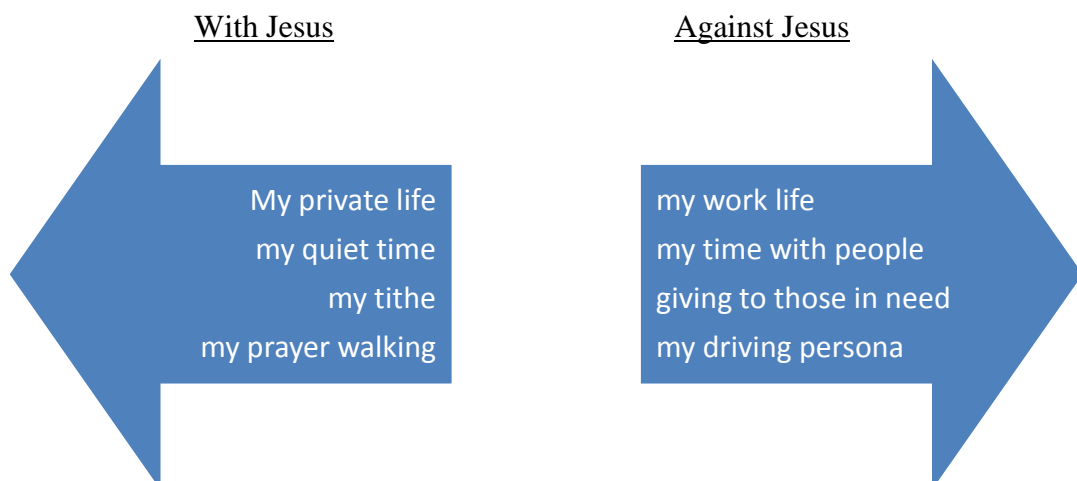 With Jesus
Against Jesus
My private life
my quiet time
my tithe
my prayer walking
my work life
my time with people
giving to those in need
my driving persona